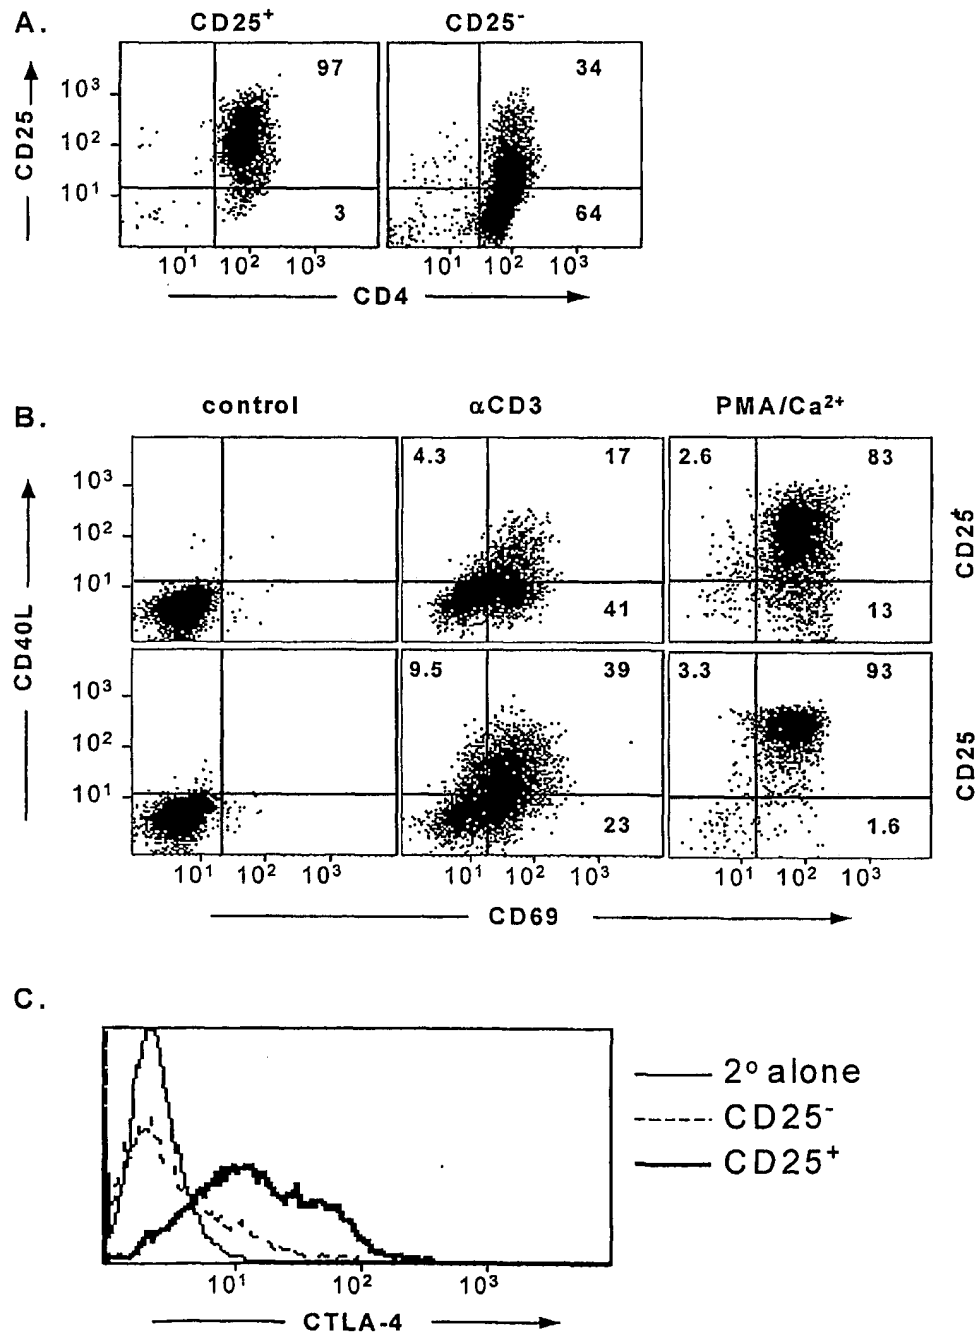 A.
CD25⁺ CD25⁻
97 34
10³
10²
10¹
3 64
CD25
10¹ 10² 10³ 10¹ 10² 10³
CD4
B.
control αCD3 PMA/Ca²⁺
4.3 17 2.6 83
10³
10²
10¹
41 13
CD25⁺
9.5 39 3.3 93
10³
10²
10¹
23 1.6
CD25
CD40L
10¹ 10² 10³ 10¹ 10² 10³ 10¹ 10² 10³
CD69
C.
2° alone
CD25⁻
CD25⁺
10¹ 10² 10³
CTLA-4